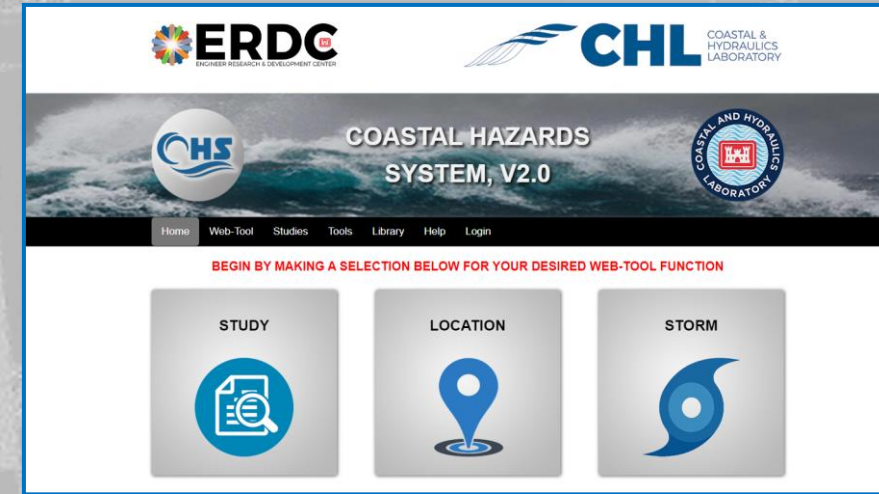 ERDC
ENGINEER RESEARCH & DEVELOPMENT CENTER
CHL COASTAL &
HYDRAULICS
LABORATORY
CHS
COASTAL HAZARDS
SYSTEM, V2.0
COASTAL AND HYDRAULICS
LABORATORY
Home Web-Tool Studies Tools Library Help Login
BEGIN BY MAKING A SELECTION BELOW FOR YOUR DESIRED WEB-TOOL FUNCTION
STUDY LOCATION STORM